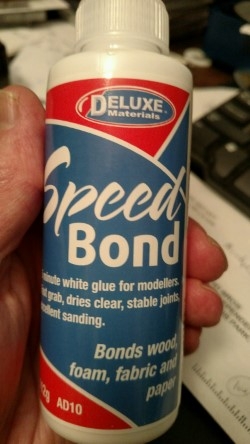 DELUXE
Materials
Speed
Bond
minute white glue for modellers.
grab, dries clear, stable joints,
sanding.
Bonds wood,
foam, fabric and
paper
AD10